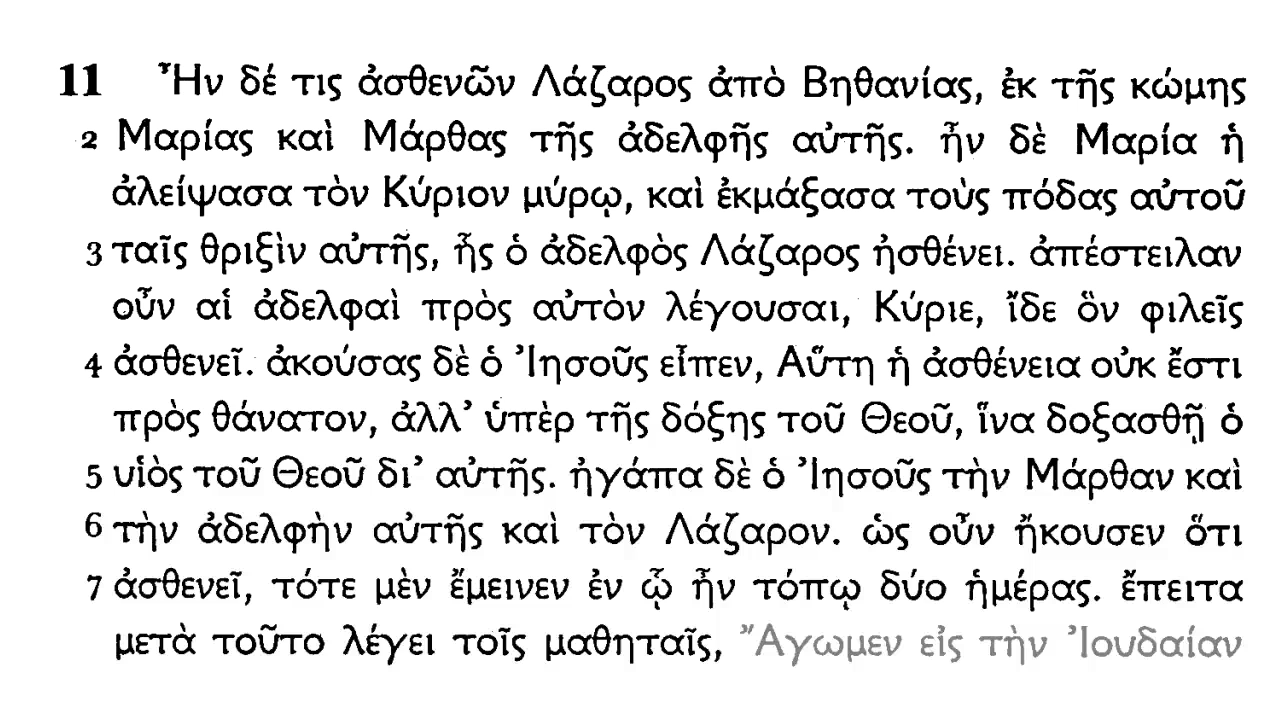 11 Ἦν δέ τις ἀσθενῶν Λάζαρος ἀπὸ Βηθανίας, ἐκ τῆς κώμης
2 Μαρίας καὶ Μάρθας τῆς ἀδελφῆς αὐτῆς. ἦν δὲ Μαρία ἡ
ἀλείψασα τὸν Κύριον μύρῳ, καὶ ἐκμάξασα τοὺς πόδας αὐτοῦ
3 ταῖς θριξὶν αὐτῆς, ἧς ὁ ἀδελφὸς Λάζαρος ἠσθένει. ἀπέστειλαν
οὖν αἱ ἀδελφαὶ πρὸς αὐτὸν λέγουσαι, Κύριε, ἴδε ὃν φιλεῖς
4 ἀσθενεῖ. ἀκούσας δὲ ὁ Ἰησοῦς εἶπεν, Αὕτη ἡ ἀσθένεια οὐκ ἔστι
πρὸς θάνατον, ἀλλ’ ὑπὲρ τῆς δόξης τοῦ Θεοῦ, ἵνα δοξασθῇ ὁ
5 υἱὸς τοῦ Θεοῦ δι’ αὐτῆς. ἠγάπα δὲ ὁ Ἰησοῦς τὴν Μάρθαν καὶ
6 τὴν ἀδελφὴν αὐτῆς καὶ τὸν Λάζαρον. ὡς οὖν ἤκουσεν ὅτι
7 ἀσθενεῖ, τότε μὲν ἔμεινεν ἐν ᾧ ἦν τόπῳ δύο ἡμέρας. ἔπειτα
μετὰ τοῦτο λέγει τοῖς μαθηταῖς, Ἄγωμεν εἰς τὴν Ἰουδαίαν